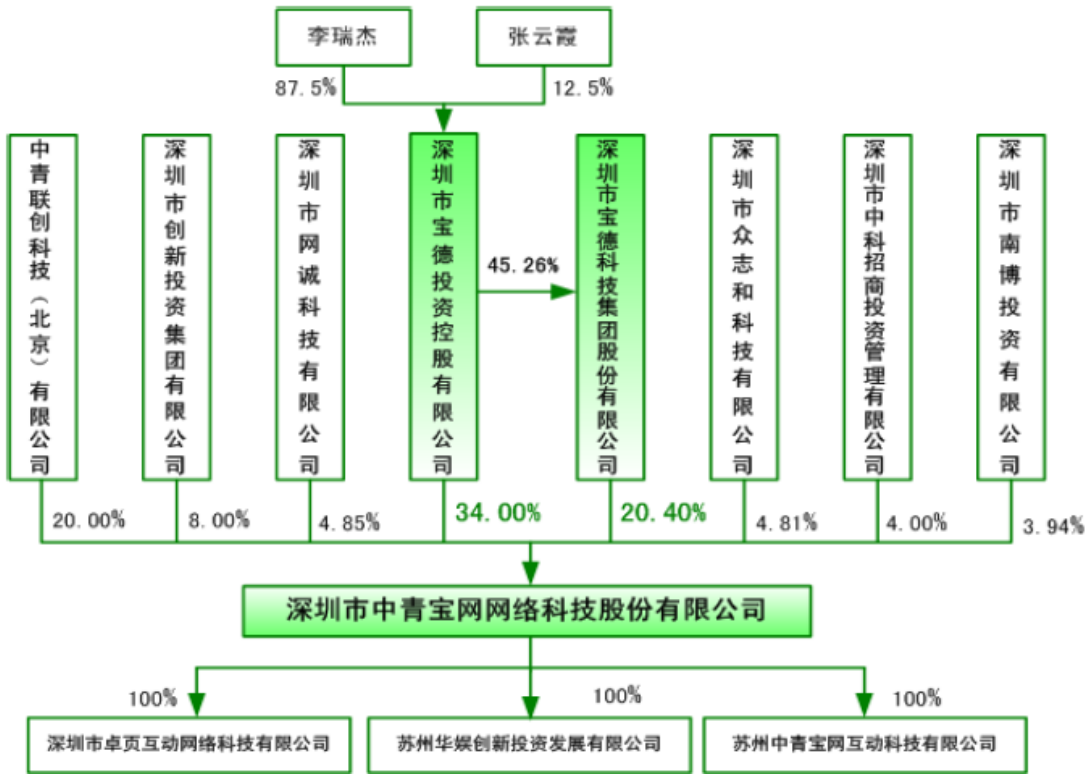 李瑞杰
张云霞
87.5%
12.5%
中青联创科技（北京）有限公司
深圳市创新投资集团有限公司
深圳市网诚科技有限公司
深圳市宝德投资控股有限公司
45.26%
深圳市宝德科技集团股份有限公司
深圳市众志和科技有限公司
深圳市中科招商投资管理有限公司
深圳市南博投资有限公司
20.00%
8.00%
4.85%
34.00%
20.40%
4.81%
4.00%
3.94%
深圳市中青宝网网络科技股份有限公司
100%
100%
100%
深圳市卓页互动网络科技有限公司
苏州华娱创新投资发展有限公司
苏州中青宝网互动科技有限公司